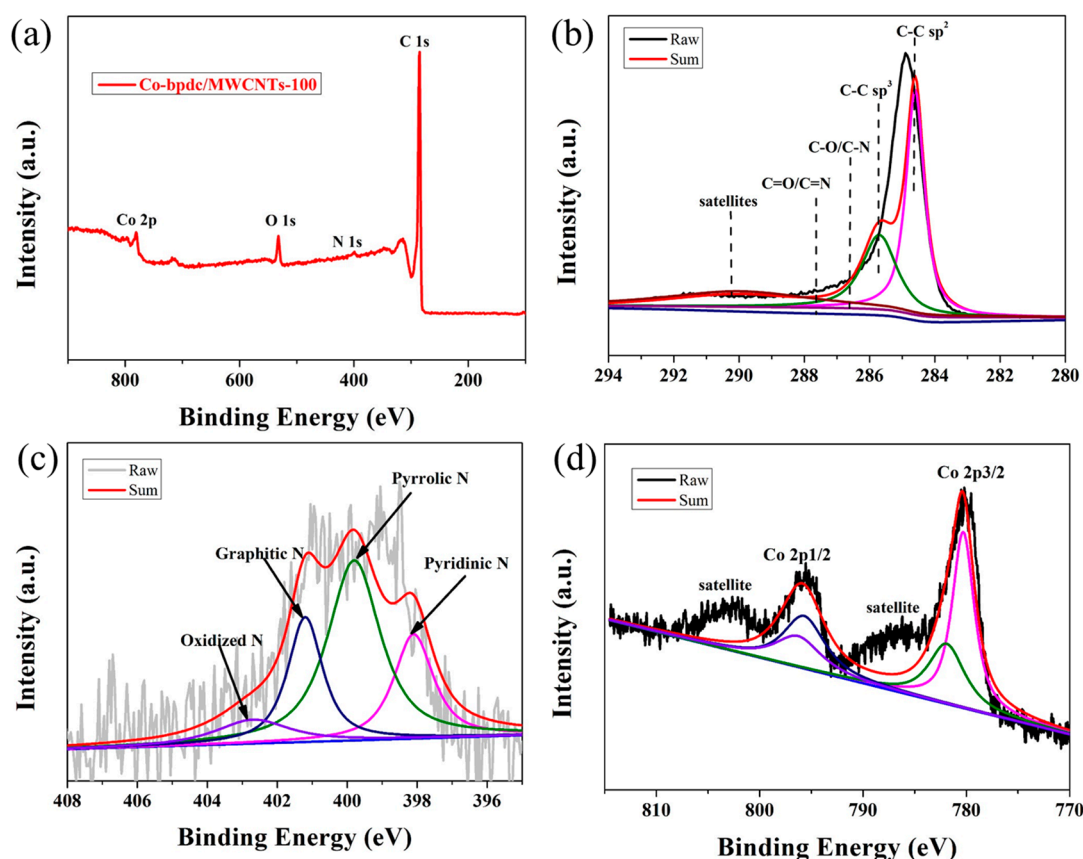 (a)
C 1s
Co-bpdc/MWCNTs-100
Co 2p
O 1s
N 1s
Intensity (a.u.)
800 600 400 200
Binding Energy (eV)
(b)
Raw
Sum
C-C sp²
C-C sp³
C-O/C-N
C=O/C=N
satellites
Intensity (a.u.)
294 292 290 288 286 284 282 280
Binding Energy (eV)
(c)
Raw
Sum
Pyrrolic N
Graphitic N
Pyridinic N
Oxidized N
Intensity (a.u.)
408 406 404 402 400 398 396
Binding Energy (eV)
(d)
Raw
Sum
Co 2p3/2
Co 2p1/2
satellite
satellite
Intensity (a.u.)
810 800 790 780 770
Binding Energy (eV)